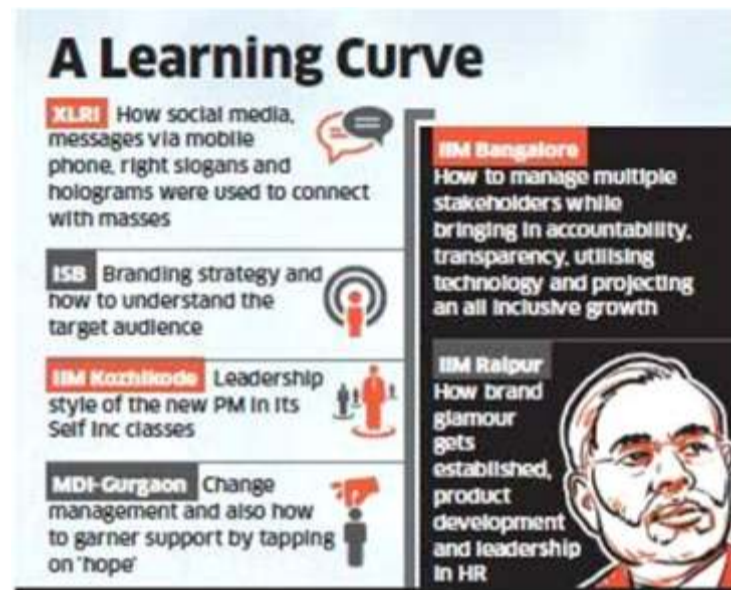 A Learning Curve
XLRI How social media,
messages via mobile
phone, right slogans and
holograms were used to connect
with masses
ISB Branding strategy and
how to understand the
target audience
IIM Kozhikode Leadership
style of the new PM in its
Self Inc classes
MDI-Gurgaon Change
management and also how
to garner support by tapping
on 'hope'
IIM Bangalore
How to manage multiple
stakeholders while
bringing in accountability,
transparency, utilising
technology and projecting
an all inclusive growth
IIM Raipur
How brand
glamour
gets
established,
product
development
and leadership
in HR